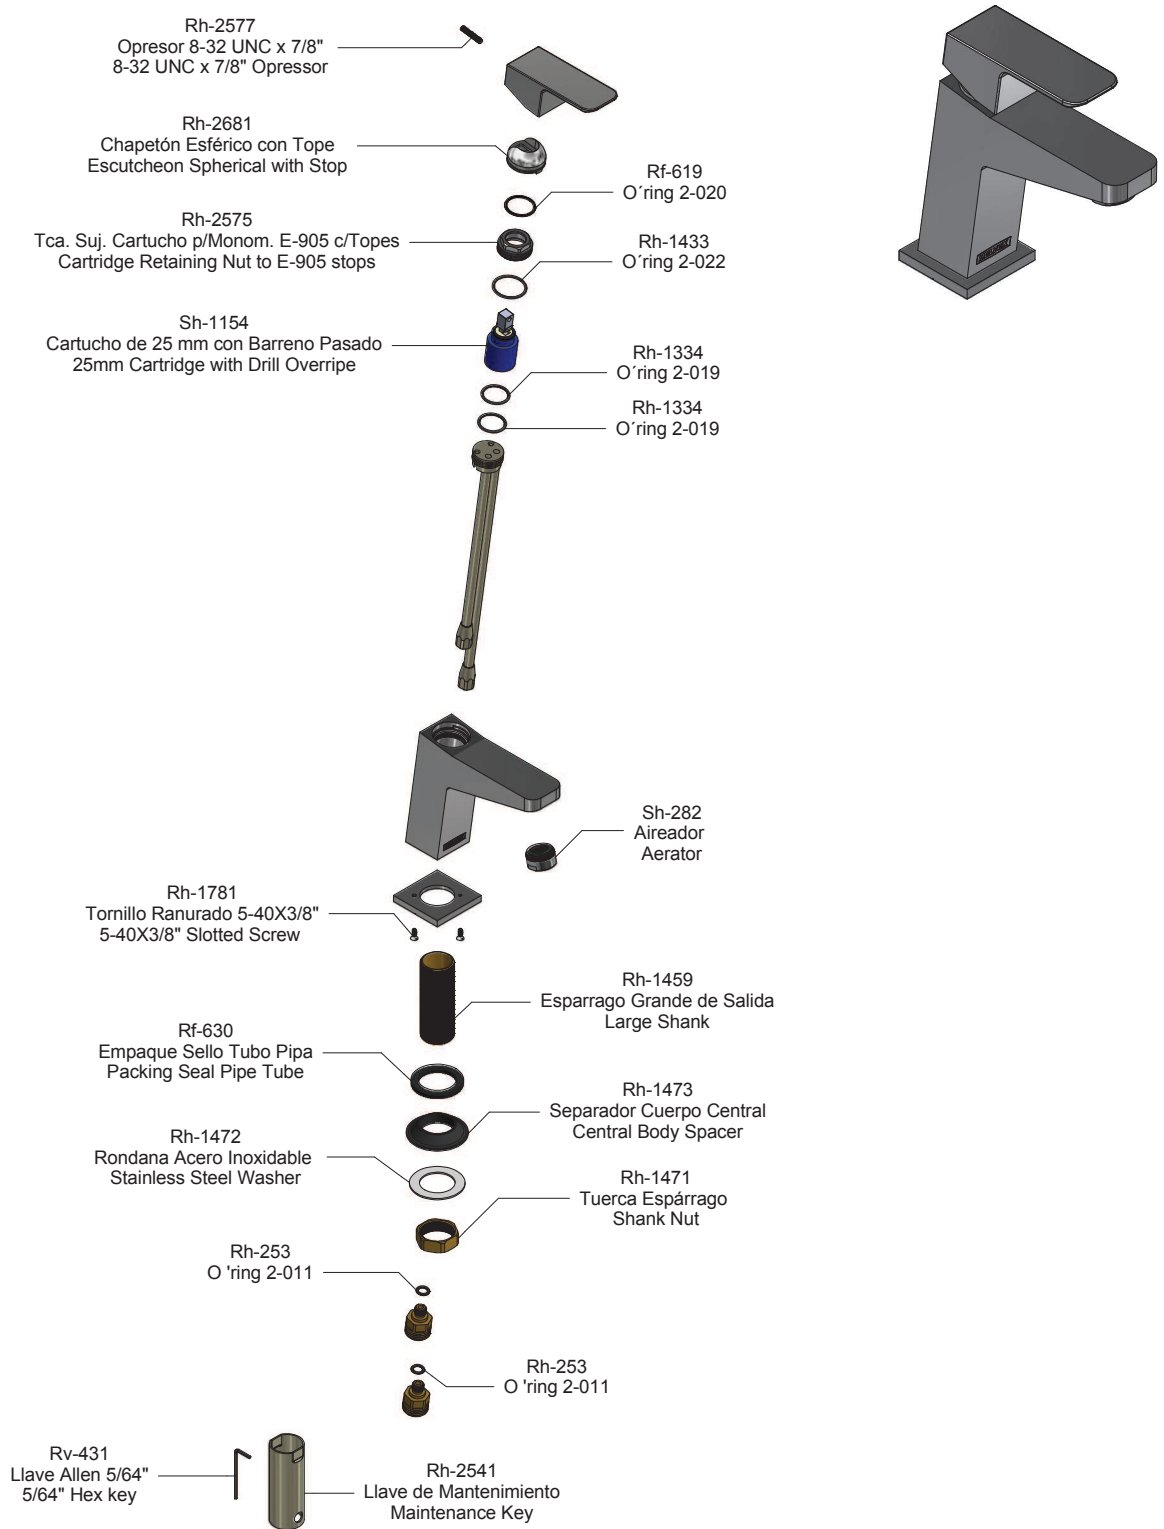 Rh-2577
Opresor 8-32 UNC x 7/8"
8-32 UNC x 7/8" Opressor
Rh-2681
Chapetón Esférico con Tope
Escutcheon Spherical with Stop
Rf-619
O´ring 2-020
Rh-2575
Tca. Suj. Cartucho p/Monom. E-905 c/Topes
Cartridge Retaining Nut to E-905 stops
Rh-1433
O´ring 2-022
Sh-1154
Cartucho de 25 mm con Barreno Pasado
25mm Cartridge with Drill Overripe
Rh-1334
O´ring 2-019
Rh-1334
O´ring 2-019
Sh-282
Aireador
Aerator
Rh-1781
Tornillo Ranurado 5-40X3/8"
5-40X3/8" Slotted Screw
Rh-1459
Esparrago Grande de Salida
Large Shank
Rf-630
Empaque Sello Tubo Pipa
Packing Seal Pipe Tube
Rh-1473
Separador Cuerpo Central
Central Body Spacer
Rh-1472
Rondana Acero Inoxidable
Stainless Steel Washer
Rh-1471
Tuerca Espárrago
Shank Nut
Rh-253
O 'ring 2-011
Rh-253
O 'ring 2-011
Rv-431
Llave Allen 5/64"
5/64" Hex key
Rh-2541
Llave de Mantenimiento
Maintenance Key